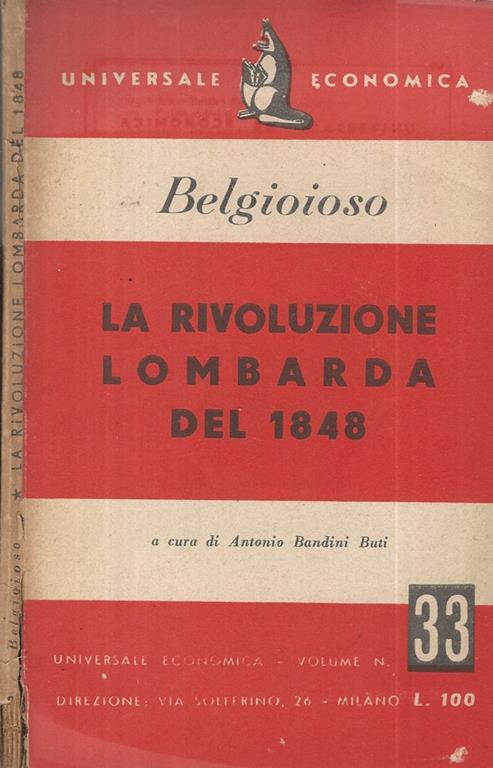 UNIVERSALE ECONOMICA
Belgioioso
LA RIVOLUZIONE
LOMBARDA
DEL 1848
a cura di Antonio Bandini Buti
33
UNIVERSALE ECONOMICA - VOLUME N.
DIREZIONE: VIA SOLFERINO, 26 - MILANO L. 100
Belgioioso ★ LA RIVOLUZIONE LOMBARDA DEL 1848